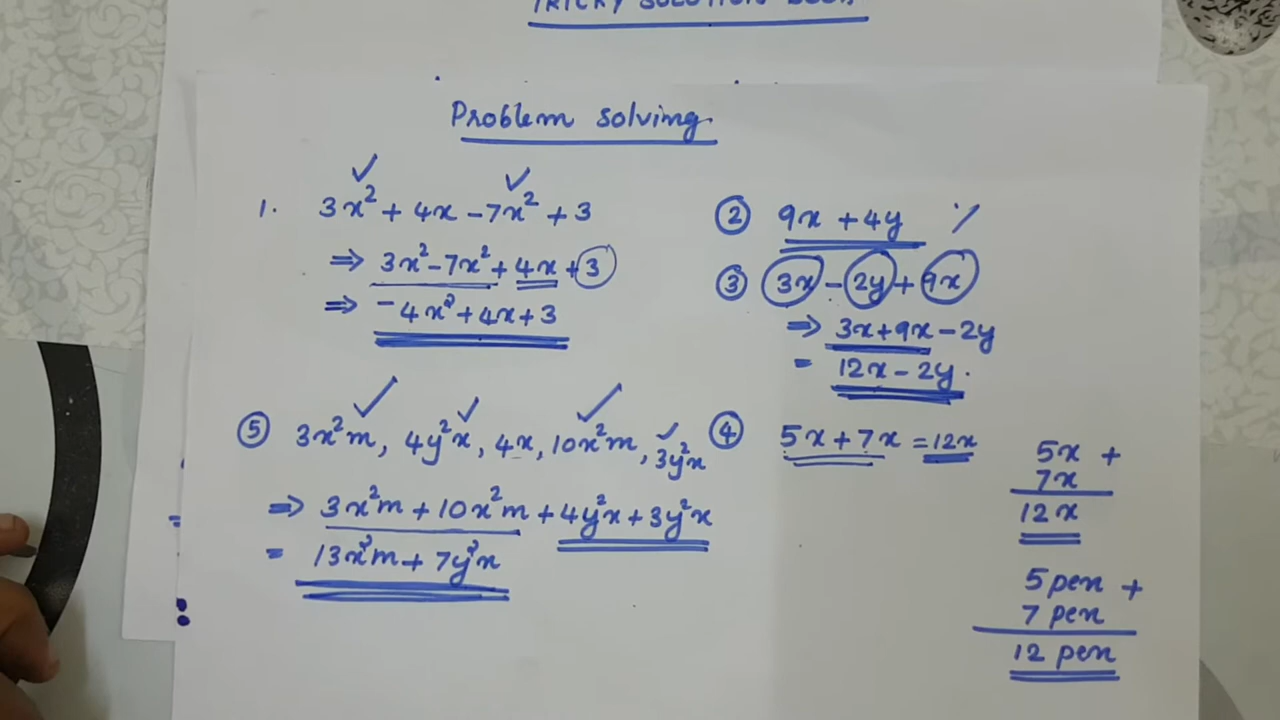 TRICKY SOLUTION
Problem solving.
1. 3x² + 4x - 7x² + 3
⇒ 3x² - 7x² + 4x + 3
⇒ -4x² + 4x + 3
② 9x + 4y
③ 3x - 2y + 9x
⇒ 3x + 9x - 2y
= 12x - 2y.
④ 5x + 7x = 12x
5x +
7x
12x
5 pen +
7 pen
12 pen
⑤ 3x²m, 4y²x, 4x, 10x²m, 3y²x
⇒ 3x²m + 10x²m + 4y²x + 3y²x
= 13x²m + 7y²x